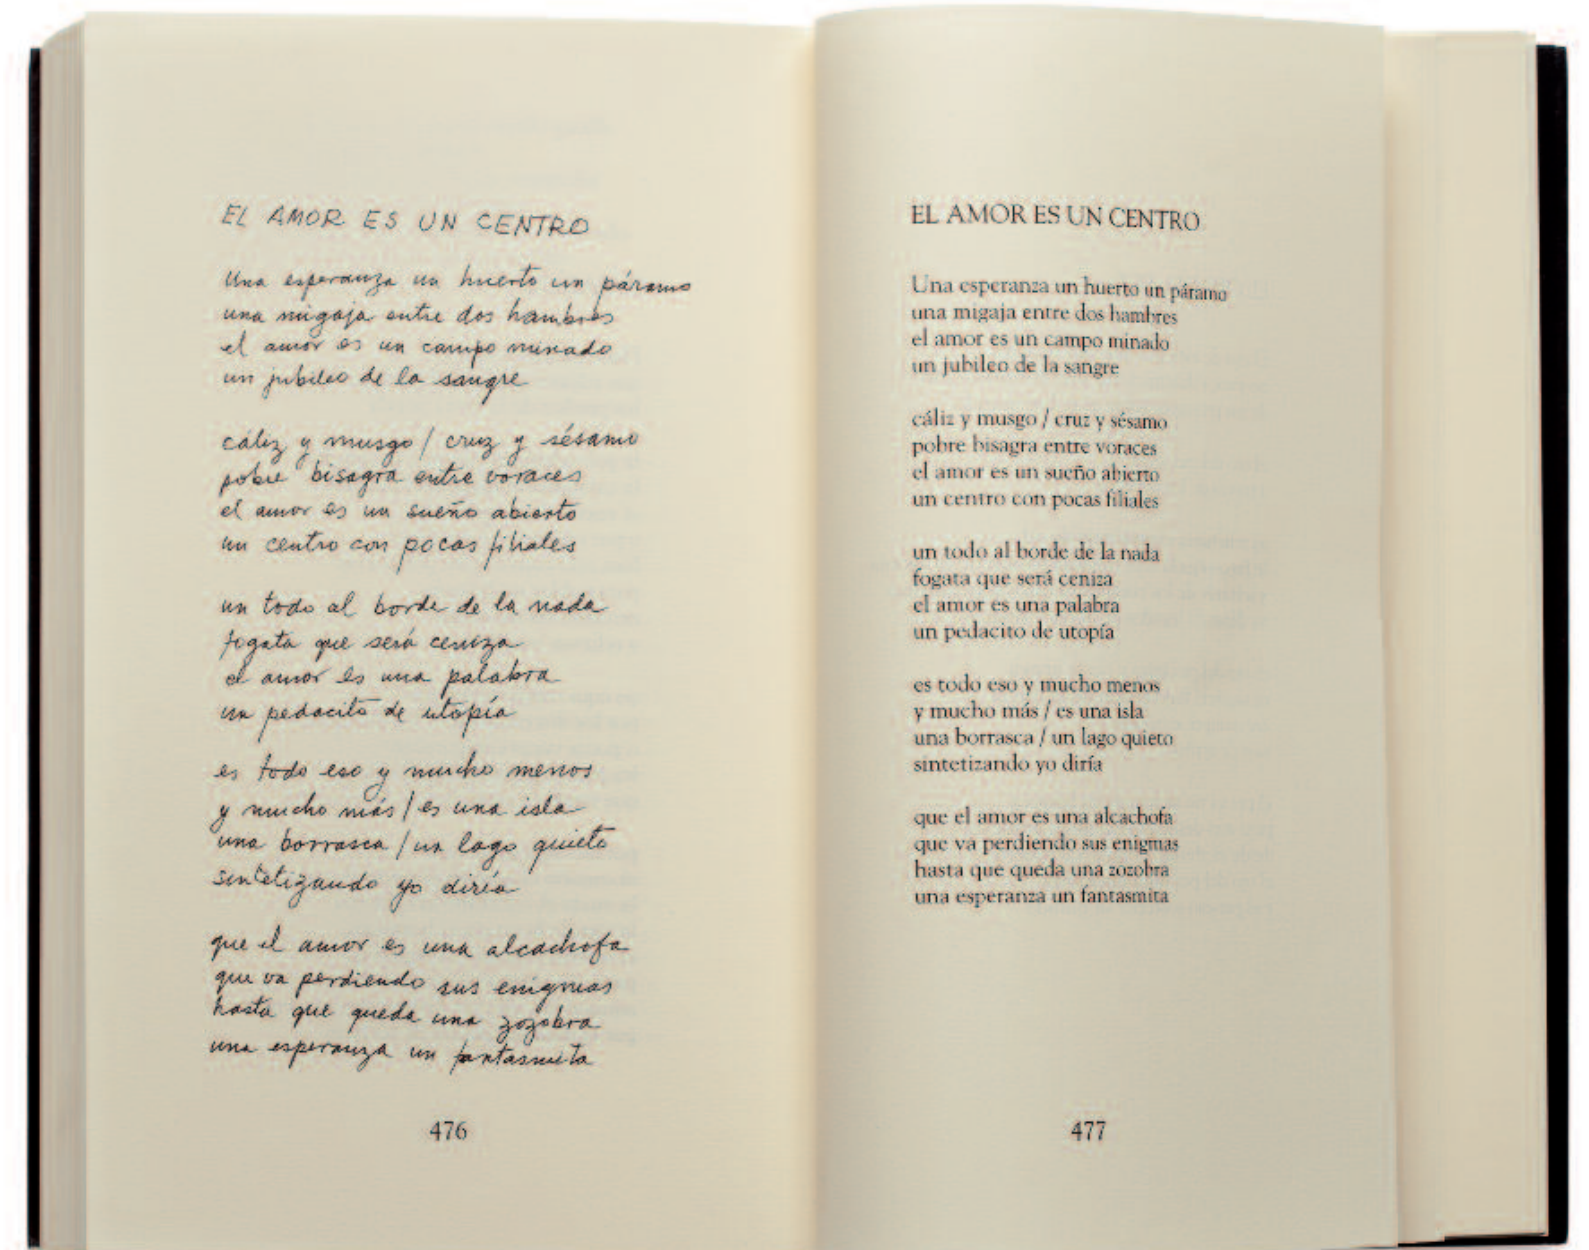 EL AMOR ES UN CENTRO
Una esperanza un huerto un páramo
una migaja entre dos hambres
el amor es un campo minado
un jubileo de la sangre
cáliz y musgo / cruz y sésamo
pobre bisagra entre voraces
el amor es un sueño abierto
un centro con pocas filiales
un todo al borde de la nada
fogata que será ceniza
el amor es una palabra
un pedacito de utopía
es todo eso y mucho menos
y mucho más / es una isla
una borrasca / un lago quieto
sintetizando yo diría
que el amor es una alcachofa
que va perdiendo sus enigmas
hasta que queda una zozobra
una esperanza un fantasmita
476
EL AMOR ES UN CENTRO
Una esperanza un huerto un páramo
una migaja entre dos hambres
el amor es un campo minado
un jubileo de la sangre
cáliz y musgo / cruz y sésamo
pobre bisagra entre voraces
el amor es un sueño abierto
un centro con pocas filiales
un todo al borde de la nada
fogata que será ceniza
el amor es una palabra
un pedacito de utopía
es todo eso y mucho menos
y mucho más / es una isla
una borrasca / un lago quieto
sintetizando yo diría
que el amor es una alcachofa
que va perdiendo sus enigmas
hasta que queda una zozobra
una esperanza un fantasmita
477